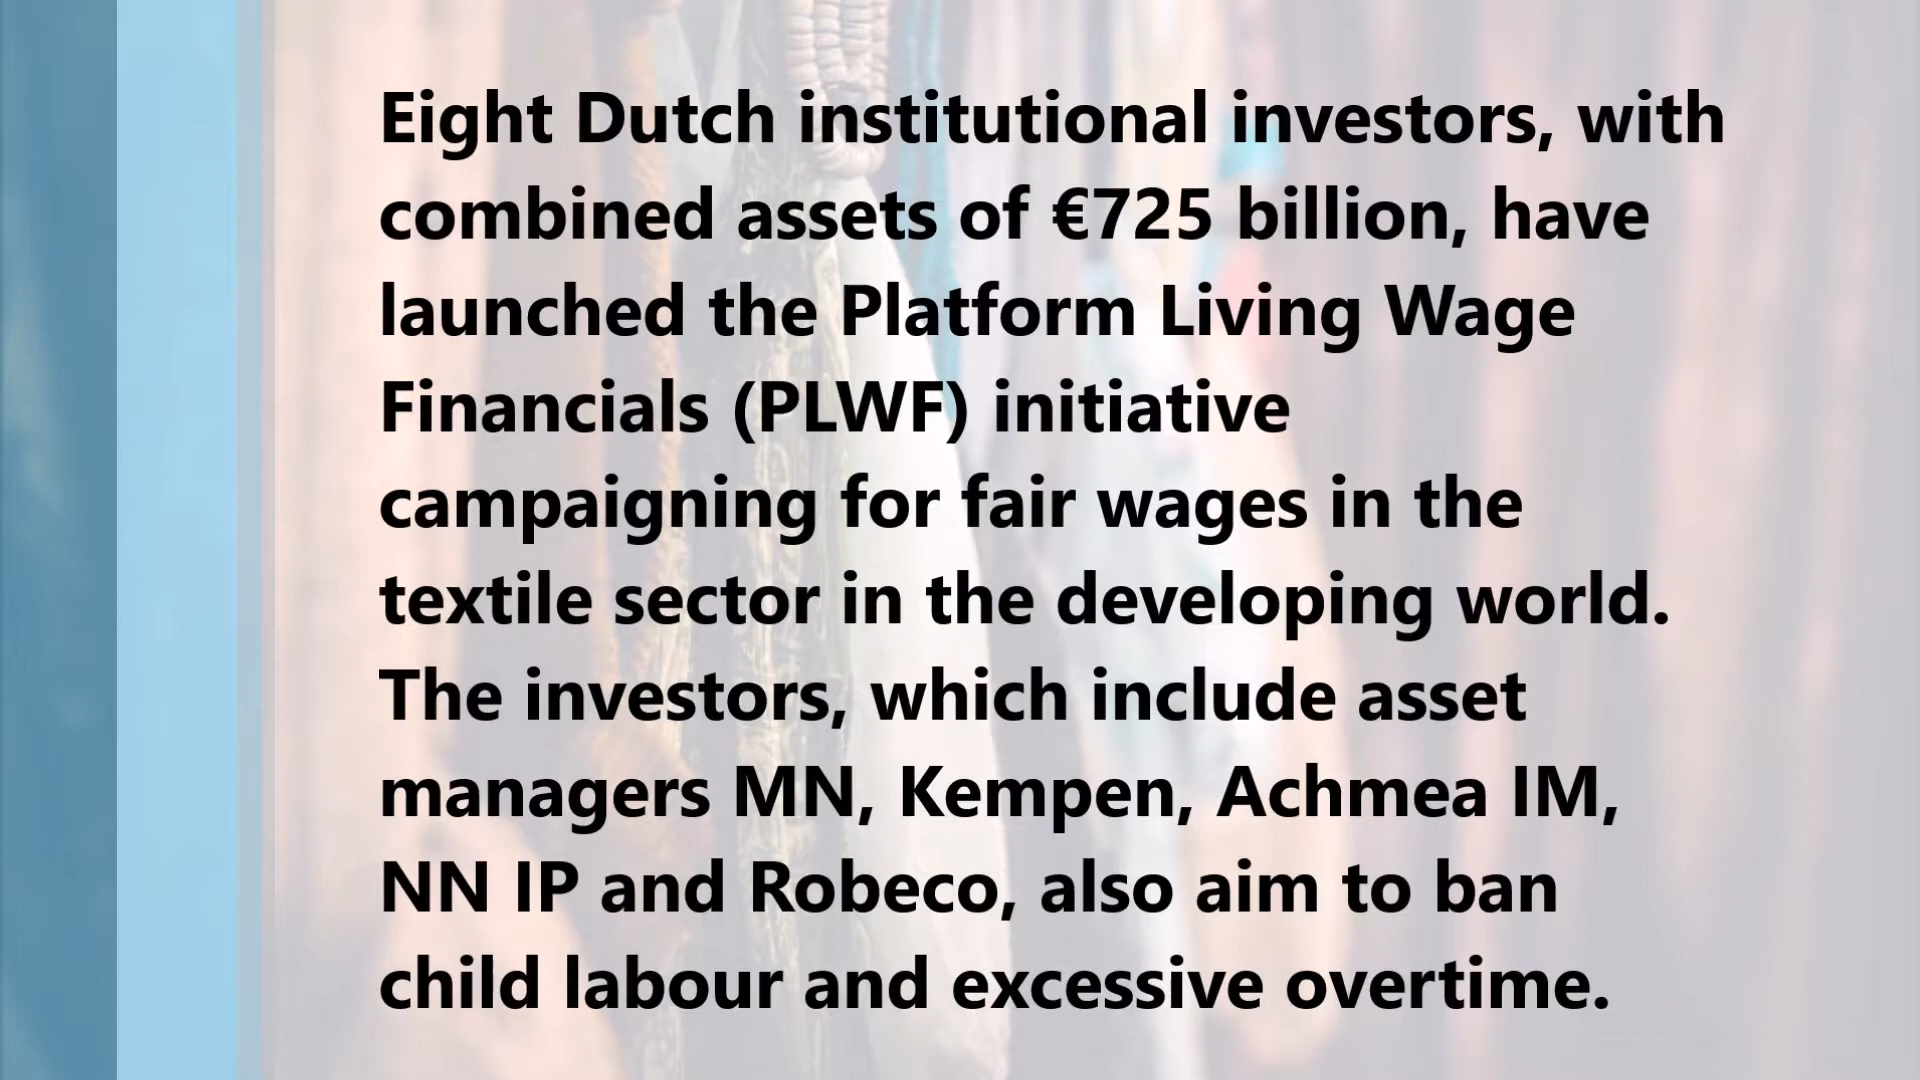 Eight Dutch institutional investors, with
combined assets of €725 billion, have
launched the Platform Living Wage
Financials (PLWF) initiative
campaigning for fair wages in the
textile sector in the developing world.
The investors, which include asset
managers MN, Kempen, Achmea IM,
NN IP and Robeco, also aim to ban
child labour and excessive overtime.